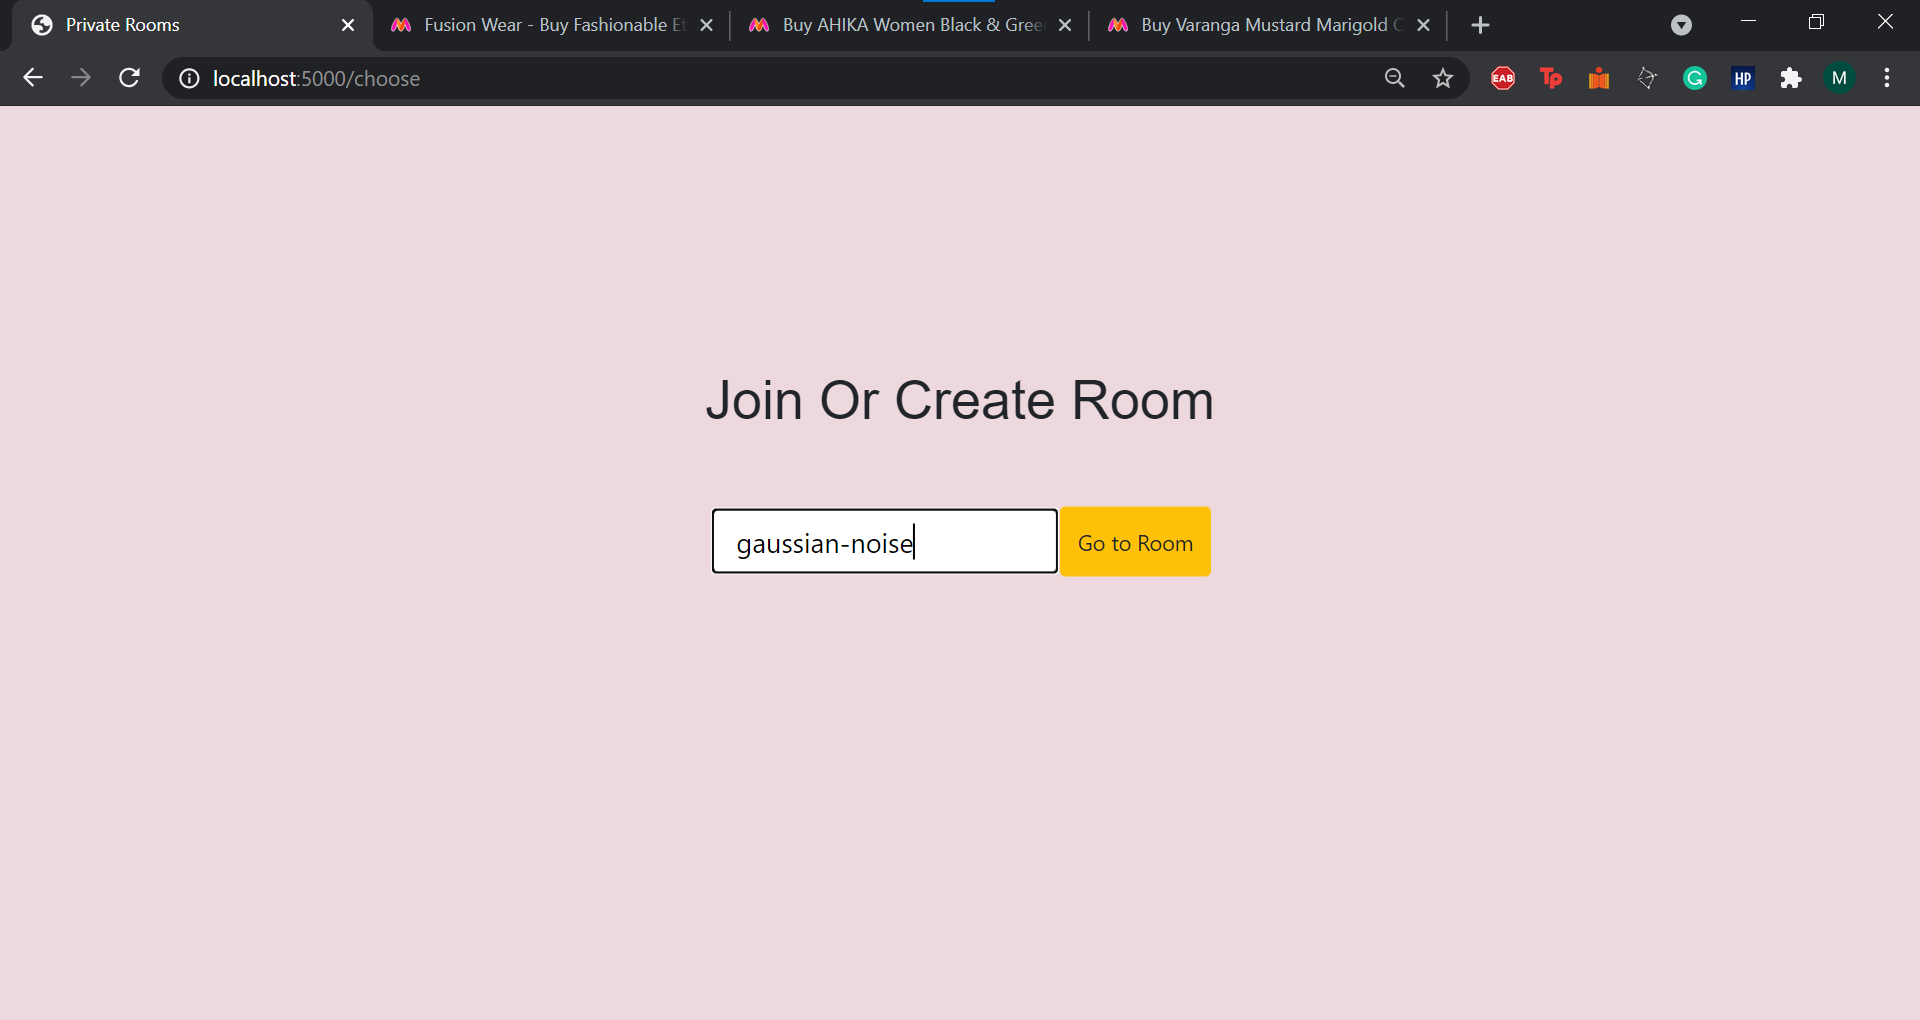 Private Rooms
Fusion Wear - Buy Fashionable Et
Buy AHIKA Women Black & Gree
Buy Varanga Mustard Marigold C
localhost:5000/choose
EAB
Tp
G
HP
M
Join Or Create Room
gaussian-noise
Go to Room